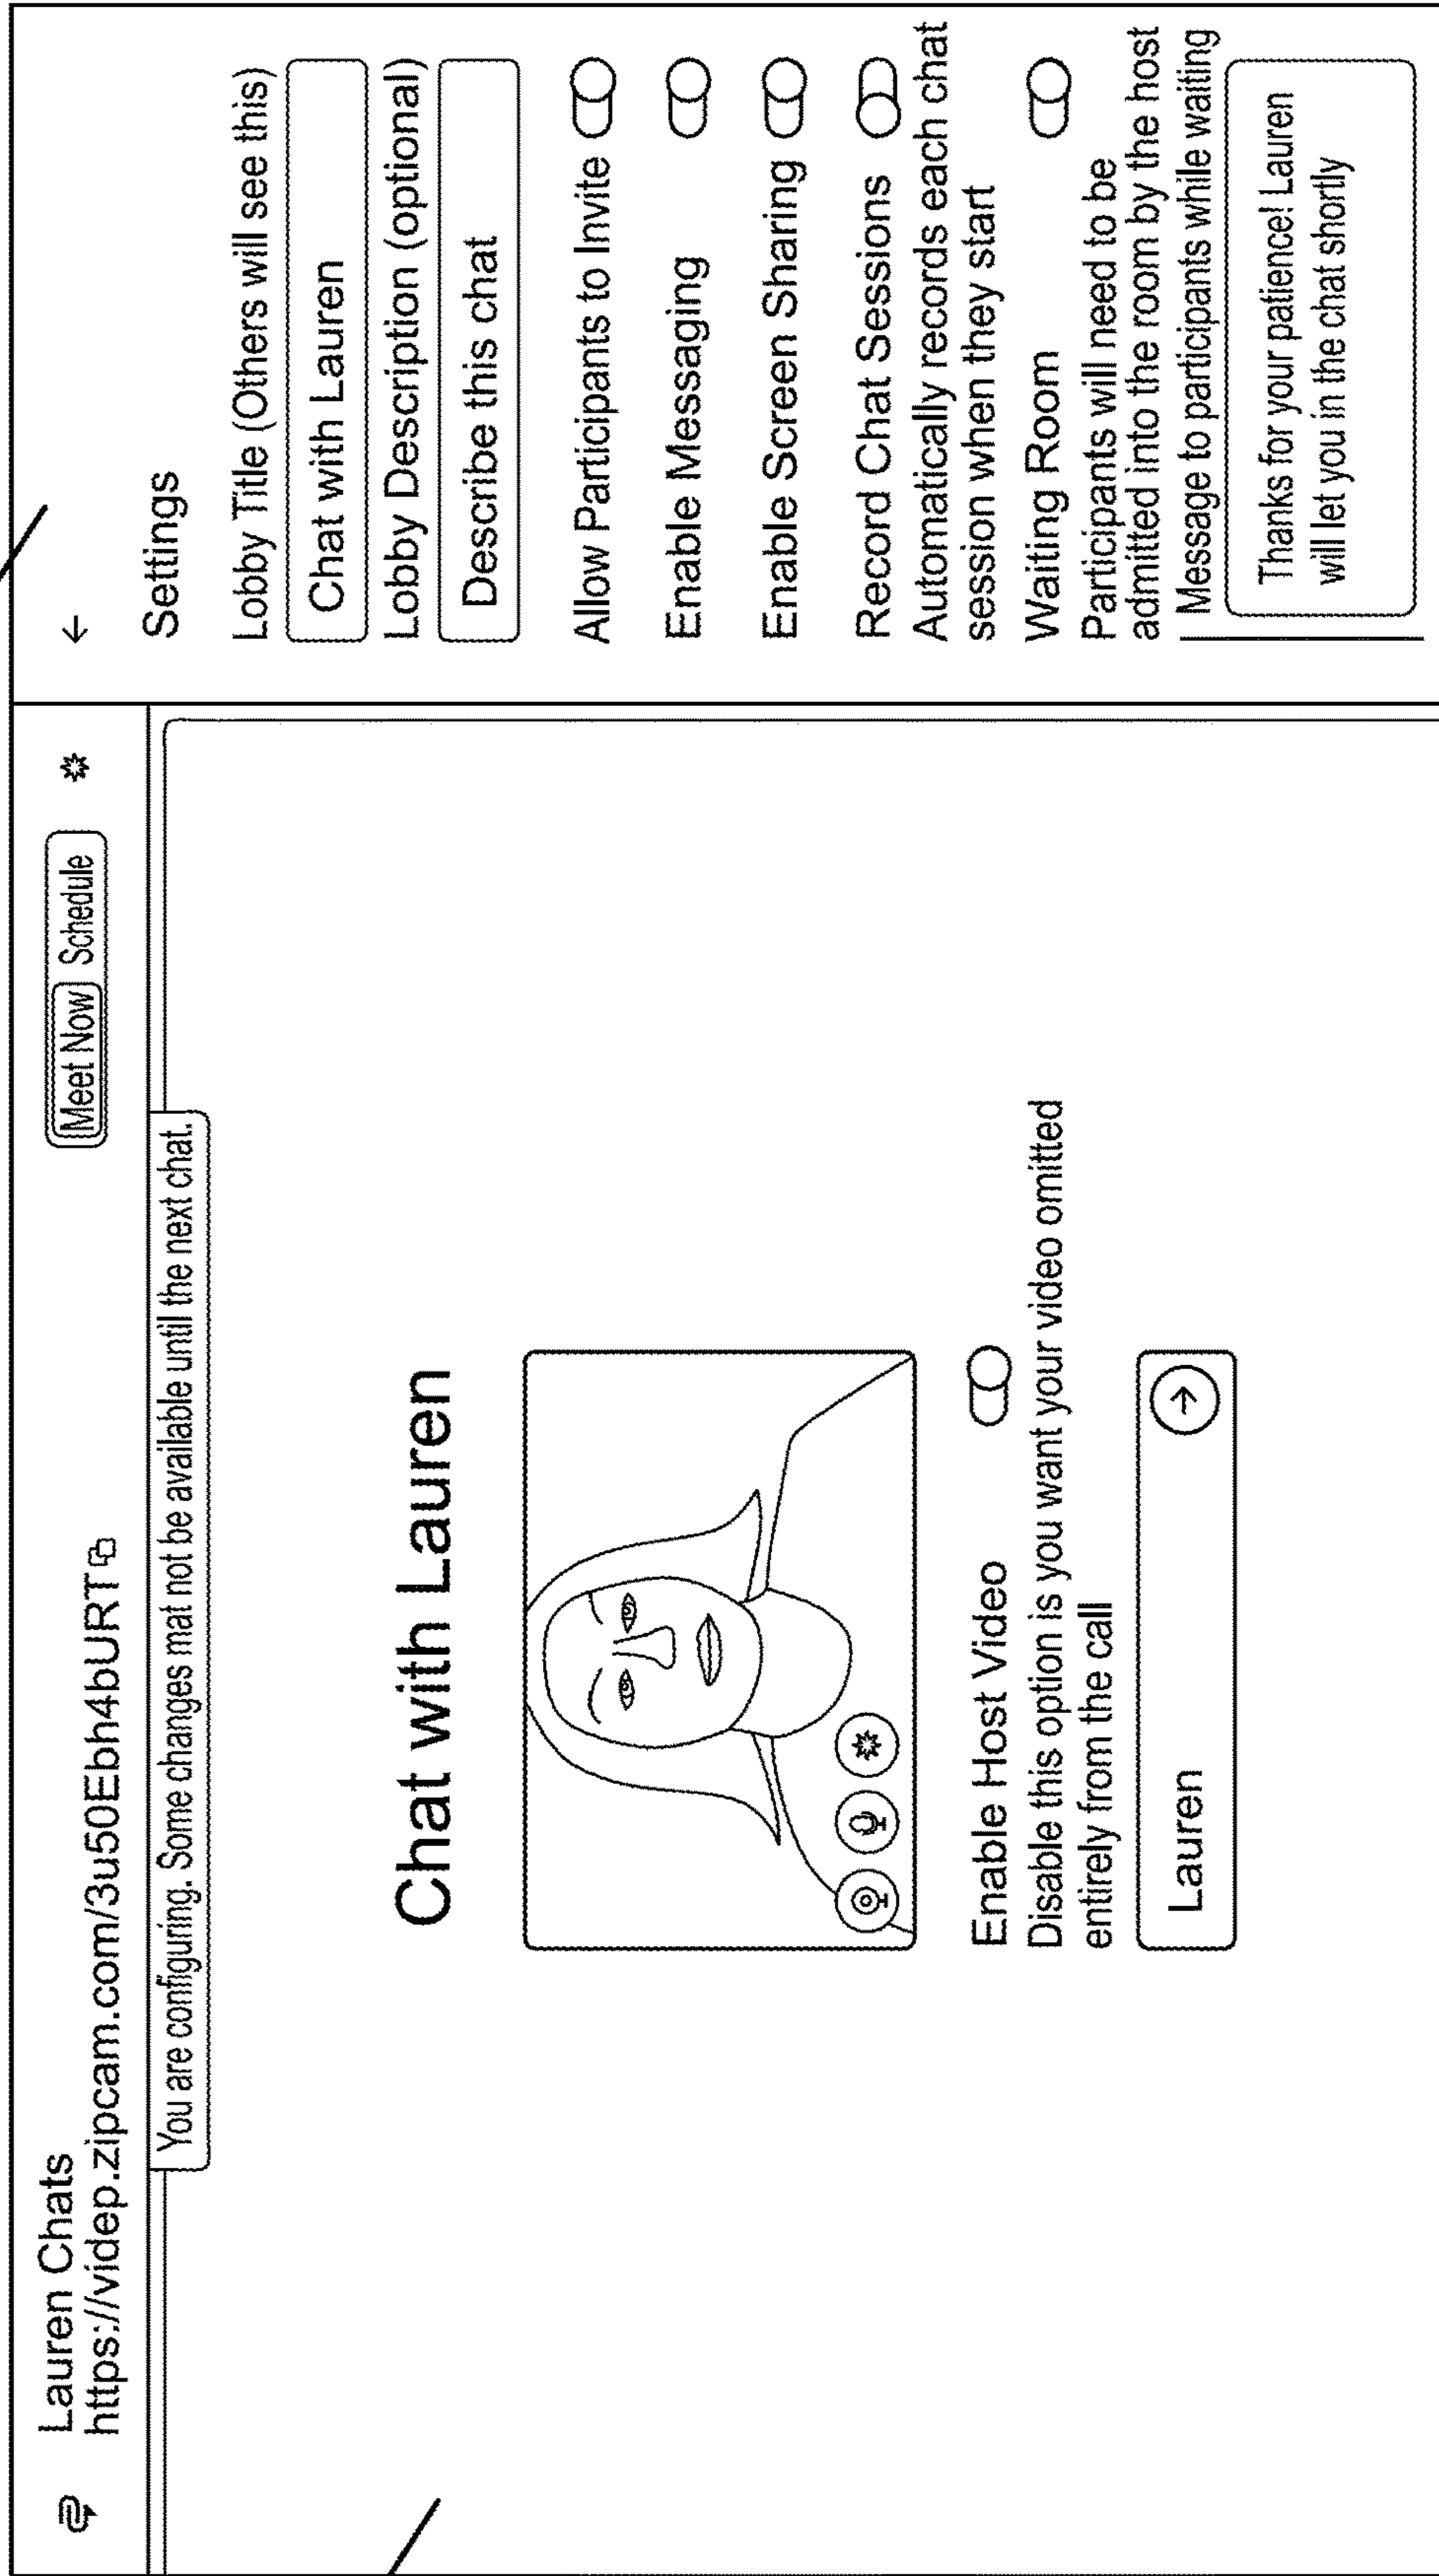 Lauren Chats
https://videp.zipcam.com/3u50Ebh4bURT
Meet Now Schedule
You are configuring. Some changes mat not be available until the next chat.
Chat with Lauren
Enable Host Video
Disable this option is you want your video omitted
entirely from the call
Lauren
Settings
Lobby Title (Others will see this)
Chat with Lauren
Lobby Description (optional)
Describe this chat
Allow Participants to Invite
Enable Messaging
Enable Screen Sharing
Record Chat Sessions
Automatically records each chat
session when they start
Waiting Room
Participants will need to be
admitted into the room by the host
Message to participants while waiting
Thanks for your patience! Lauren
will let you in the chat shortly